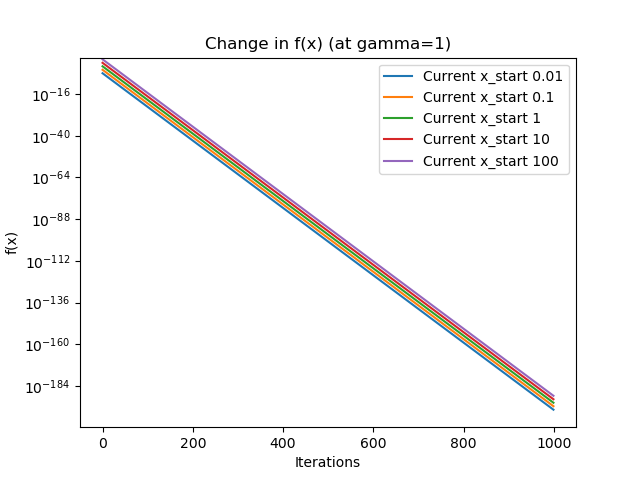 Change in f(x) (at gamma=1)
Current x_start 0.01
Current x_start 0.1
Current x_start 1
Current x_start 10
Current x_start 100
f(x)
10⁻¹⁶
10⁻⁴⁰
10⁻⁶⁴
10⁻⁸⁸
10⁻¹¹²
10⁻¹³⁶
10⁻¹⁶⁰
10⁻¹⁸⁴
0 200 400 600 800 1000
Iterations